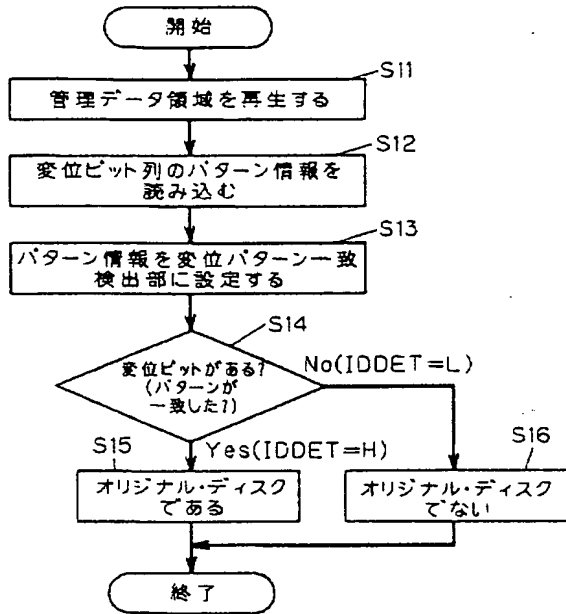 開始
S11
管理データ領域を再生する
S12
変位ピット列のパターン情報を
読み込む
S13
パターン情報を変位パターン一致
検出部に設定する
S14
変位ピットがある?
(パターンが
一致した?)
No(IDDET=L)
Yes(IDDET=H)
S15
オリジナル・ディスク
である
S16
オリジナル・ディスク
でない
終了